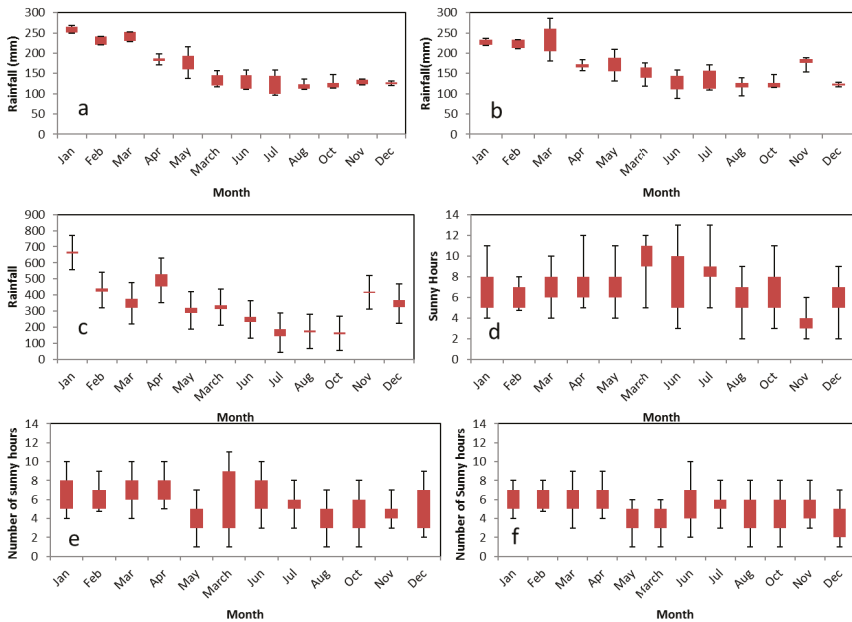 300
250
200
150
100
50
0
Rainfall (mm)
a
Jan Feb Mar Apr May March Jun Jul Aug Oct Nov Dec
Month
300
250
200
150
100
50
0
Rainfall(mm)
b
Jan Feb Mar Apr May March Jun Jul Aug Oct Nov Dec
Month
900
800
700
600
500
400
300
200
100
0
Rainfall
c
Jan Feb Mar Apr May March Jun Jul Aug Oct Nov Dec
Month
14
12
10
8
6
4
2
0
Sunny Hours
d
Jan Feb Mar Apr May March Jun Jul Aug Oct Nov Dec
Month
14
12
10
8
6
4
2
0
Number of sunny hours
e
Jan Feb Mar Apr May March Jun Jul Aug Oct Nov Dec
Month
14
12
10
8
6
4
2
0
Number of Sunny hours
f
Jan Feb Mar Apr May March Jun Jul Aug Oct Nov Dec
Month